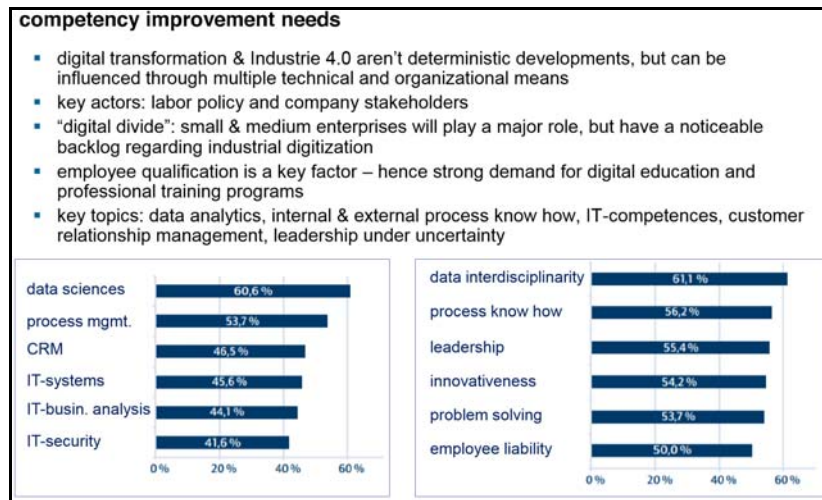 competency improvement needs
▪ digital transformation & Industrie 4.0 aren't deterministic developments, but can be
influenced through multiple technical and organizational means
▪ key actors: labor policy and company stakeholders
▪ “digital divide”: small & medium enterprises will play a major role, but have a noticeable
backlog regarding industrial digitization
▪ employee qualification is a key factor – hence strong demand for digital education and
professional training programs
▪ key topics: data analytics, internal & external process know how, IT-competences, customer
relationship management, leadership under uncertainty
data sciences 60,6 %
process mgmt. 53,7 %
CRM 46,5 %
IT-systems 45,6 %
IT-busin. analysis 44,1 %
IT-security 41,6 %
0 % 20 % 40 % 60 %
data interdisciplinarity 61,1 %
process know how 56,2 %
leadership 55,4 %
innovativeness 54,2 %
problem solving 53,7 %
employee liability 50,0 %
0 % 20 % 40 % 60 %